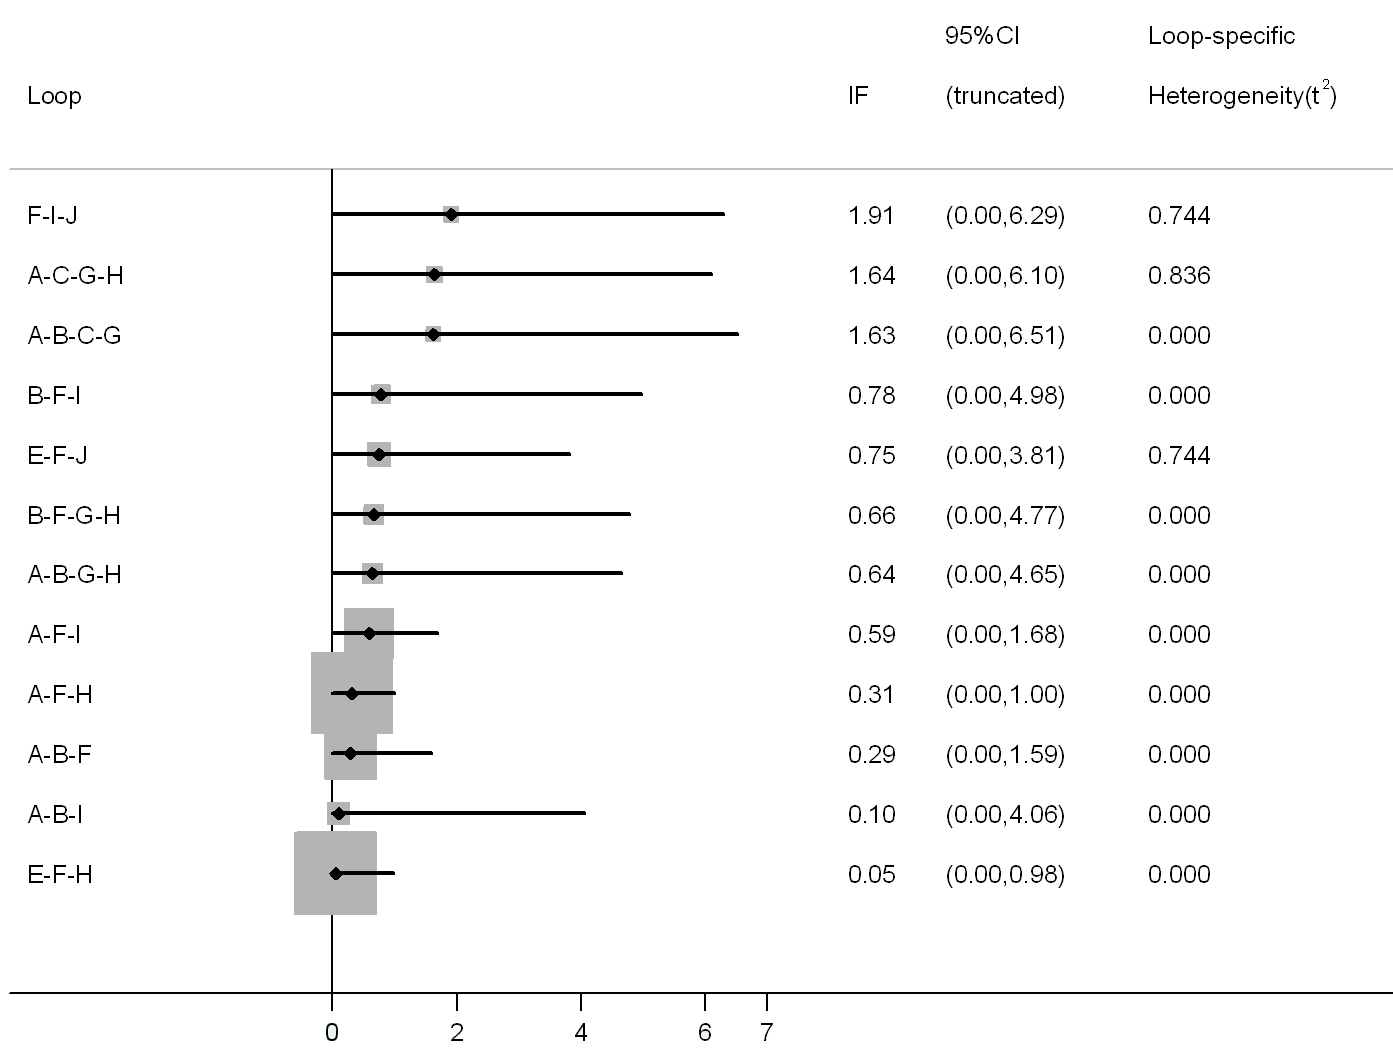 95%CI Loop-specific
Loop IF (truncated) Heterogeneity(t²)
F-I-J 1.91 (0.00,6.29) 0.744
A-C-G-H 1.64 (0.00,6.10) 0.836
A-B-C-G 1.63 (0.00,6.51) 0.000
B-F-I 0.78 (0.00,4.98) 0.000
E-F-J 0.75 (0.00,3.81) 0.744
B-F-G-H 0.66 (0.00,4.77) 0.000
A-B-G-H 0.64 (0.00,4.65) 0.000
A-F-I 0.59 (0.00,1.68) 0.000
A-F-H 0.31 (0.00,1.00) 0.000
A-B-F 0.29 (0.00,1.59) 0.000
A-B-I 0.10 (0.00,4.06) 0.000
E-F-H 0.05 (0.00,0.98) 0.000
0 2 4 6 7